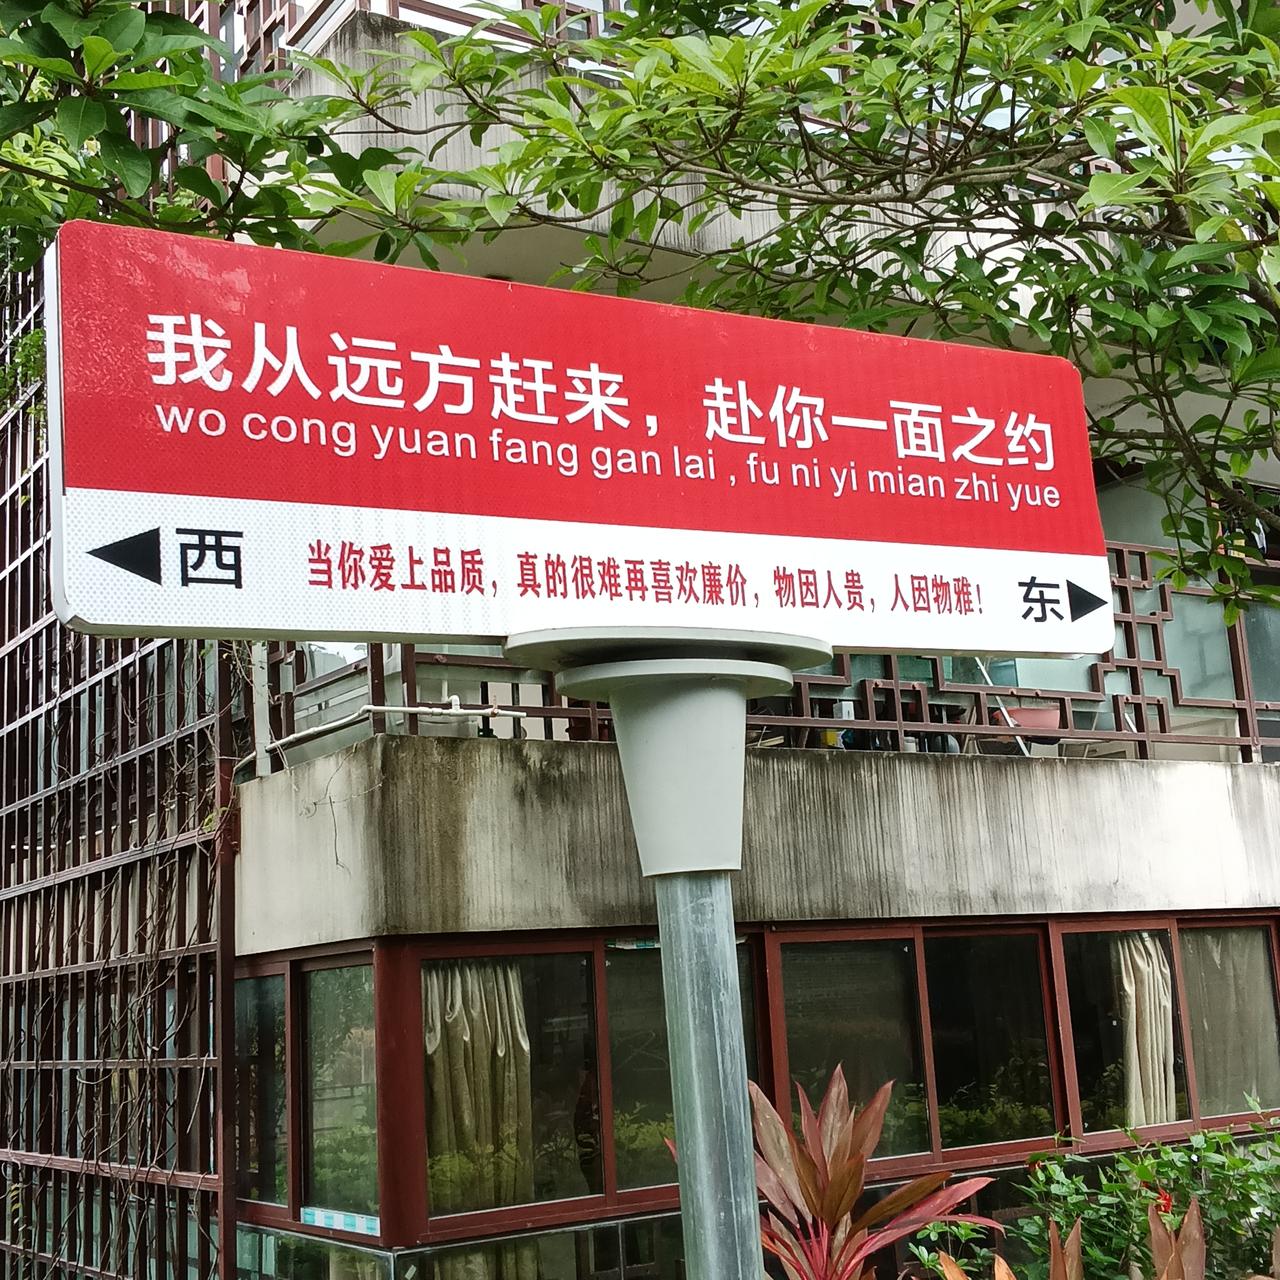 我从远方赶来，赴你一面之约
wo cong yuan fang gan lai , fu ni yi mian zhi yue
西 当你爱上品质，真的很难再喜欢廉价，物因人贵，人因物雅！ 东